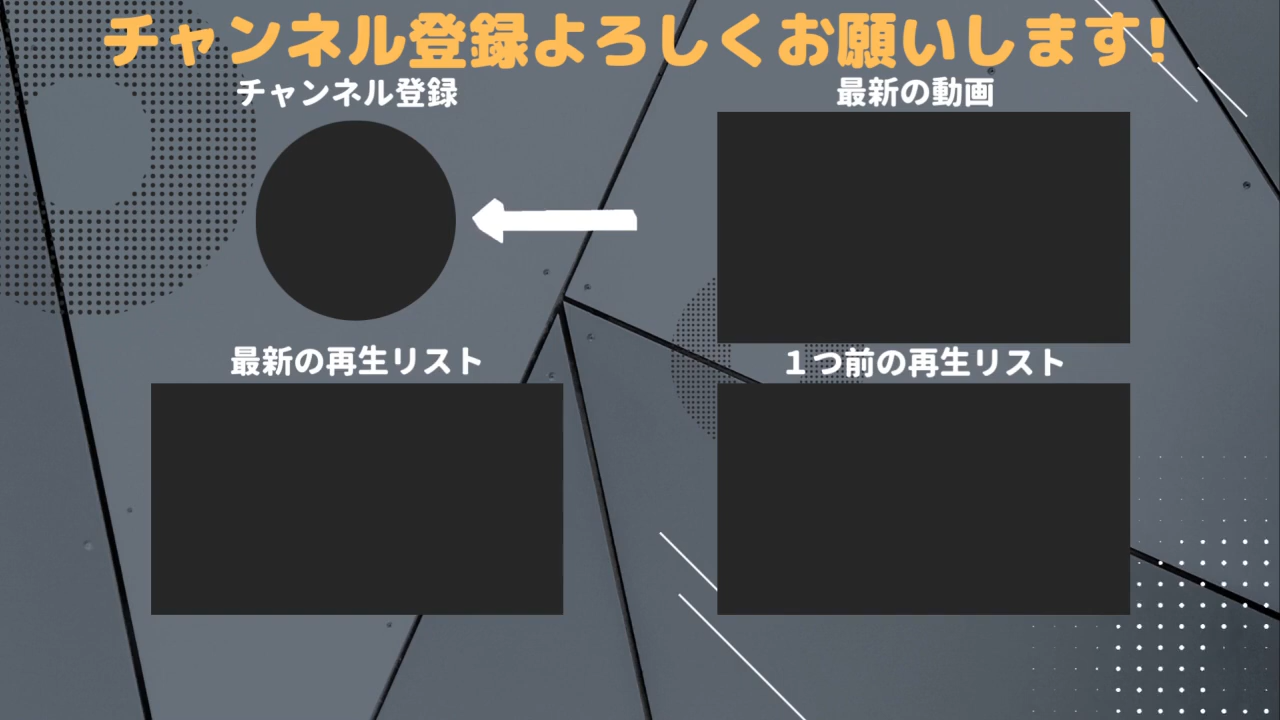 チャンネル登録よろしくお願いします!
チャンネル登録
最新の動画
最新の再生リスト
１つ前の再生リスト